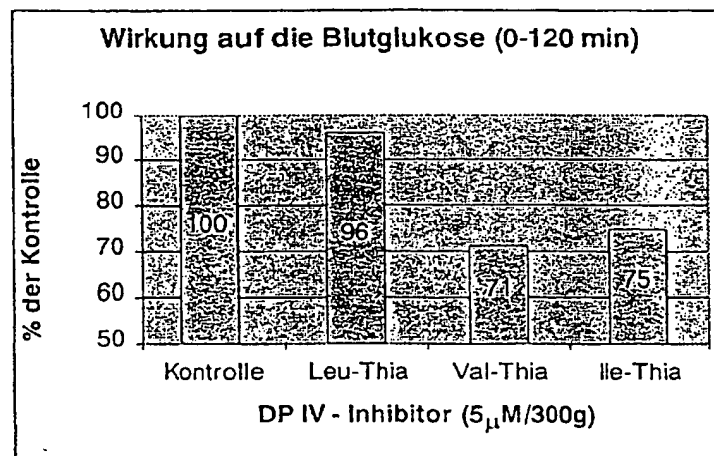 Wirkung auf die Blutglukose (0-120 min)
% der Kontrolle
100
90
80
70
60
50
100
96
71
75
Kontrolle Leu-Thia Val-Thia Ile-Thia
DP IV - Inhibitor (5μM/300g)